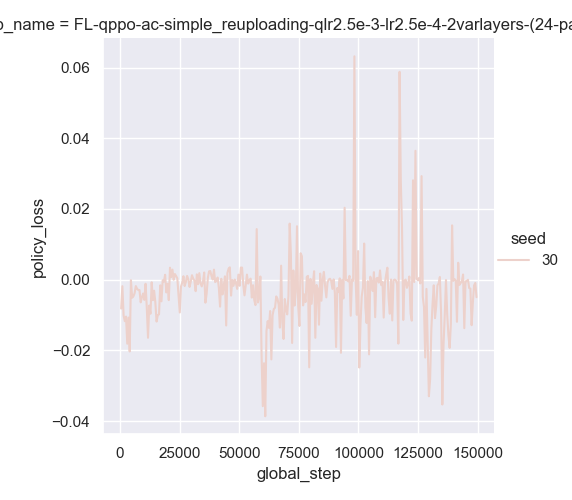 o_name = FL-qppo-ac-simple_reuploading-qlr2.5e-3-lr2.5e-4-2varlayers-(24-pa
0.06
0.04
0.02
0.00
−0.02
−0.04
policy_loss
0 25000 50000 75000 100000 125000 150000
global_step
seed
30